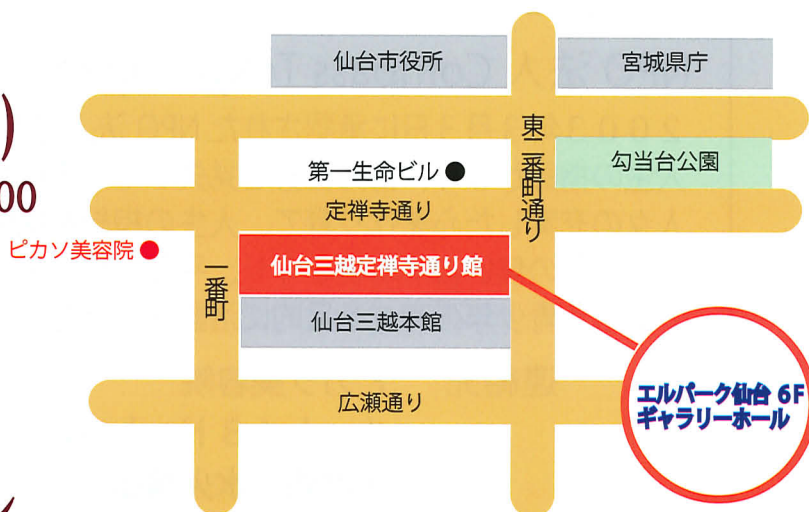 仙台市役所
宮城県庁
)
東二番町通り
勾当台公園
第一生命ビル
00
定禅寺通り
ピカソ美容院
一番町
仙台三越定禅寺通り館
仙台三越本館
エルパーク仙台 6F
ギャラリーホール
広瀬通り